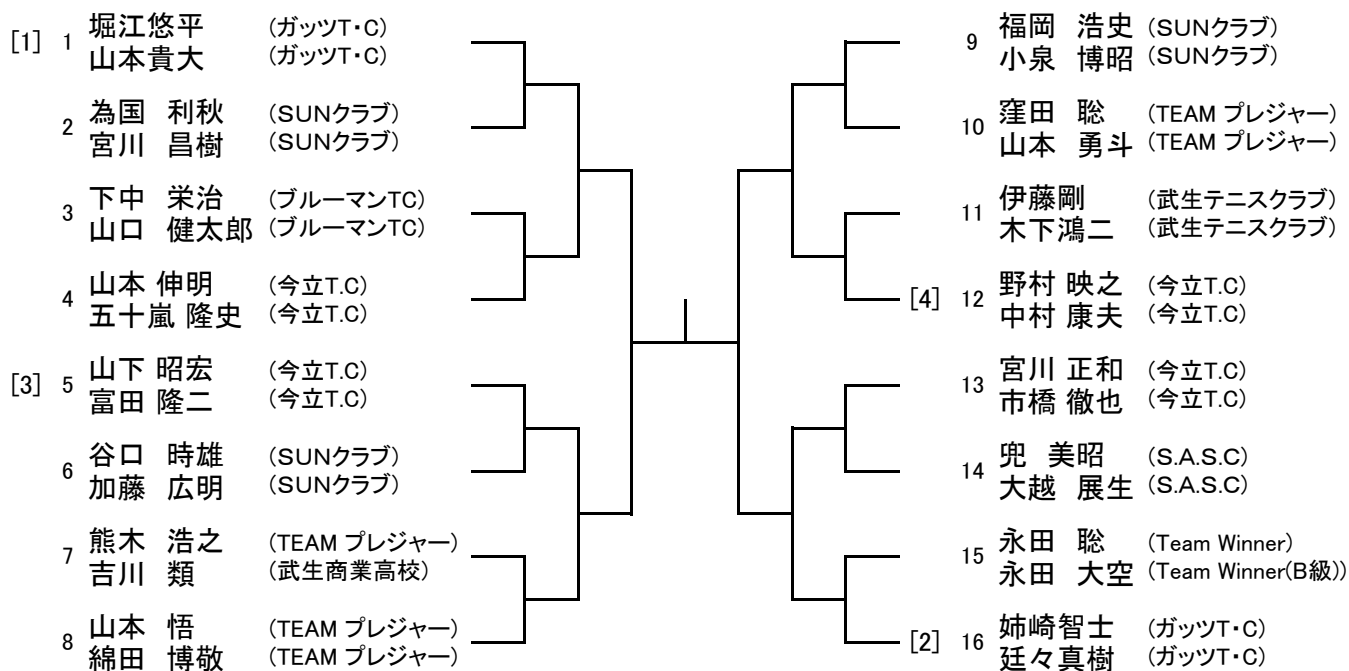 [1] 1 堀江悠平 (ガッツT・C)
山本貴大 (ガッツT・C)
2 為国 利秋 (SUNクラブ)
宮川 昌樹 (SUNクラブ)
3 下中 栄治 (ブルーマンTC)
山口 健太郎 (ブルーマンTC)
4 山本 伸明 (今立T.C)
五十嵐 隆史 (今立T.C)
[3] 5 山下 昭宏 (今立T.C)
富田 隆二 (今立T.C)
6 谷口 時雄 (SUNクラブ)
加藤 広明 (SUNクラブ)
7 熊木 浩之 (TEAM プレジャー)
吉川 類 (武生商業高校)
8 山本 悟 (TEAM プレジャー)
綿田 博敬 (TEAM プレジャー)
9 福岡 浩史 (SUNクラブ)
小泉 博昭 (SUNクラブ)
10 窪田 聡 (TEAM プレジャー)
山本 勇斗 (TEAM プレジャー)
11 伊藤剛 (武生テニスクラブ)
木下鴻二 (武生テニスクラブ)
[4] 12 野村 映之 (今立T.C)
中村 康夫 (今立T.C)
13 宮川 正和 (今立T.C)
市橋 徹也 (今立T.C)
14 兜 美昭 (S.A.S.C)
大越 展生 (S.A.S.C)
15 永田 聡 (Team Winner)
永田 大空 (Team Winner(B級))
[2] 16 姉崎智士 (ガッツT・C)
廷々真樹 (ガッツT・C)